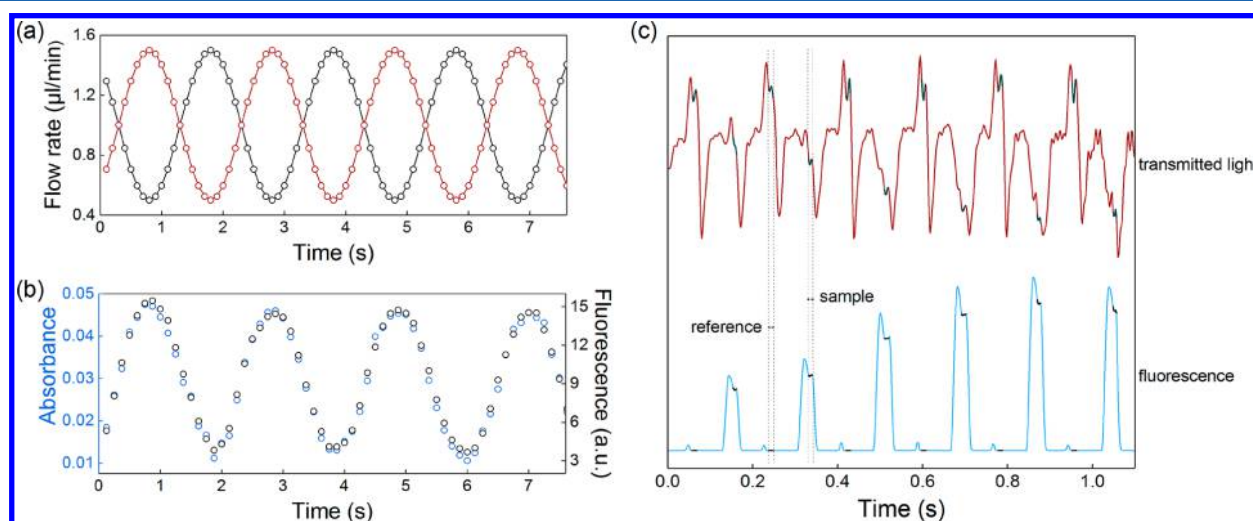 (a)
1.6
1.2
0.8
0.4
Flow rate (µl/min)
1 2 3 4 5 6 7
Time (s)
(b)
0.05
0.04
0.03
0.02
0.01
Absorbance
15
12
9
6
3
Fluorescence (a.u.)
0 1 2 3 4 5 6 7
Time (s)
(c)
transmitted ligh
sample
reference
fluorescence
0.0 0.2 0.4 0.6 0.8 1.0
Time (s)